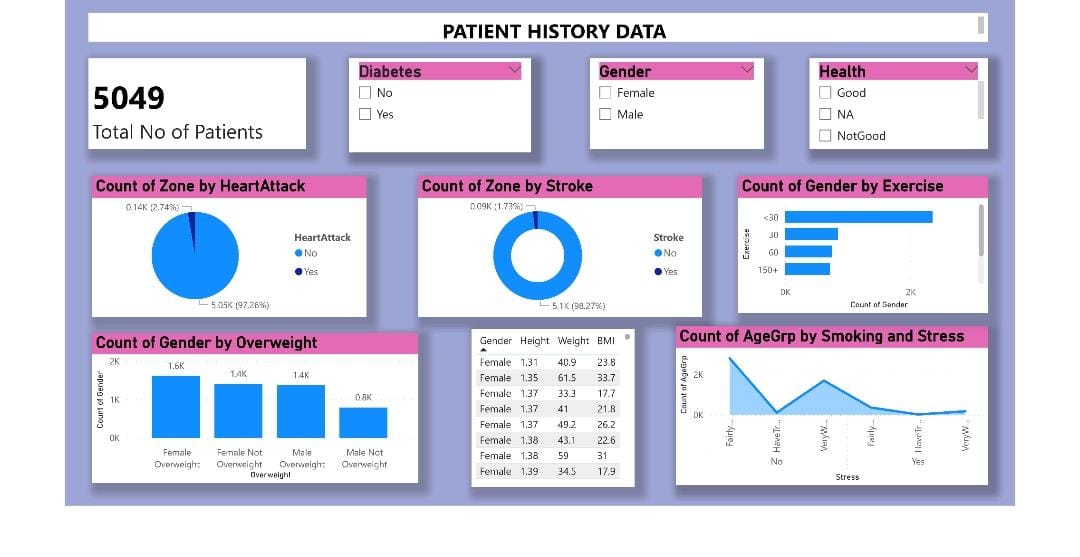 PATIENT HISTORY DATA
5049
Total No of Patients
Diabetes
No
Yes
Gender
Female
Male
Health
Good
NA
NotGood
Count of Zone by HeartAttack
0.14K (2.74%)
5.05K (97.26%)
HeartAttack
No
Yes
Count of Zone by Stroke
0.09K (1.73%)
5.1K (98.27%)
Stroke
No
Yes
Count of Gender by Exercise
Exercise
<30
30
60
150+
0K 2K
Count of Gender
Count of Gender by Overweight
Count of Gender
2K
1K
0K
1.6K 1.4K 1.4K 0.8K
Female Female Not Male Male Not
Overweight Overweight Overweight Overweight
Overweight
Gender Height Weight BMI
Female 1.31 40.9 23.8
Female 1.35 61.5 33.7
Female 1.37 33.3 17.7
Female 1.37 41 21.8
Female 1.37 49.2 26.2
Female 1.38 43.1 22.6
Female 1.38 59 31
Female 1.39 34.5 17.9
Count of AgeGrp by Smoking and Stress
Count of AgeGrp
2K
0K
Fairly... HaveTr... VeryW... Fairly... HaveTr... VeryW...
No Yes
Stress